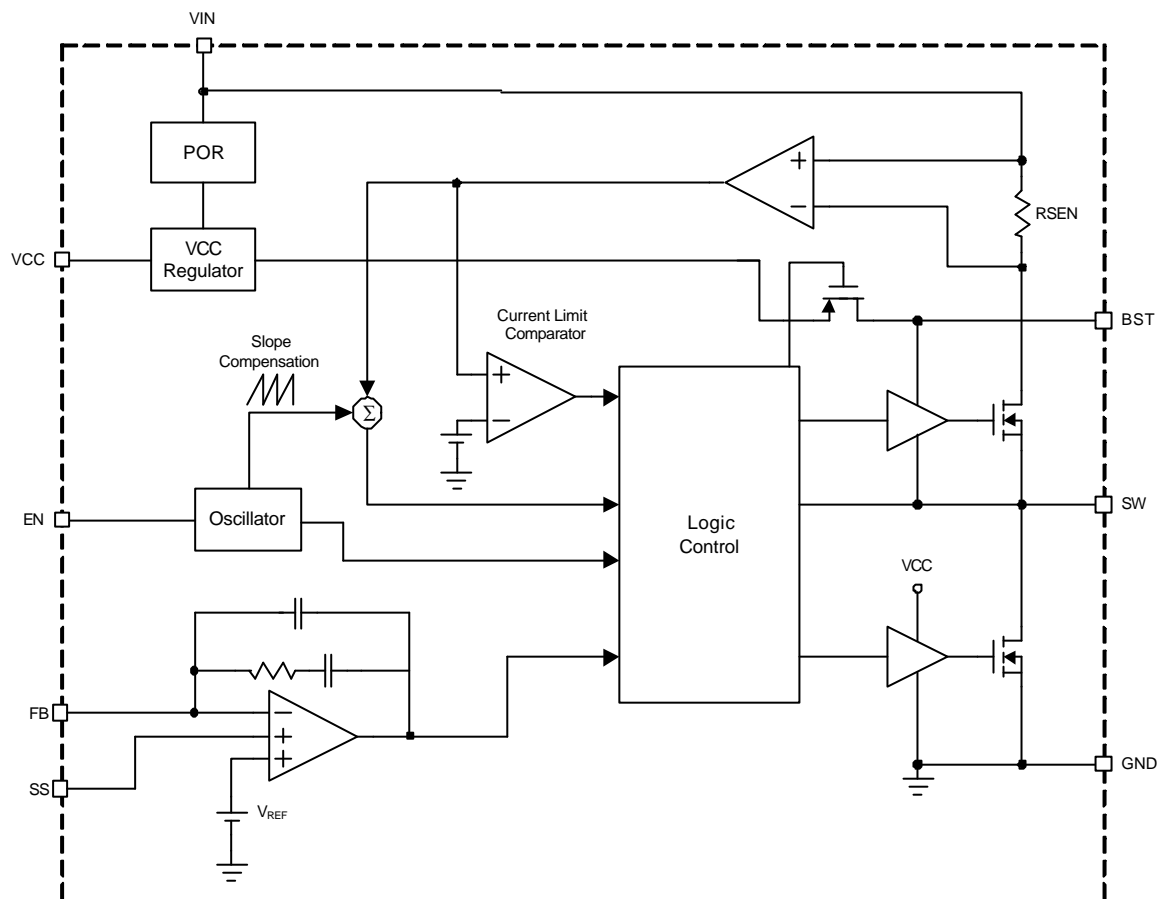 VIN
POR
RSEN
VCC
VCC
Regulator
Current Limit
Comparator
BST
Slope
Compensation
+
−
+
−
Σ
EN
Oscillator
Logic
Control
SW
VCC
FB
−
+
+
SS
VREF
GND